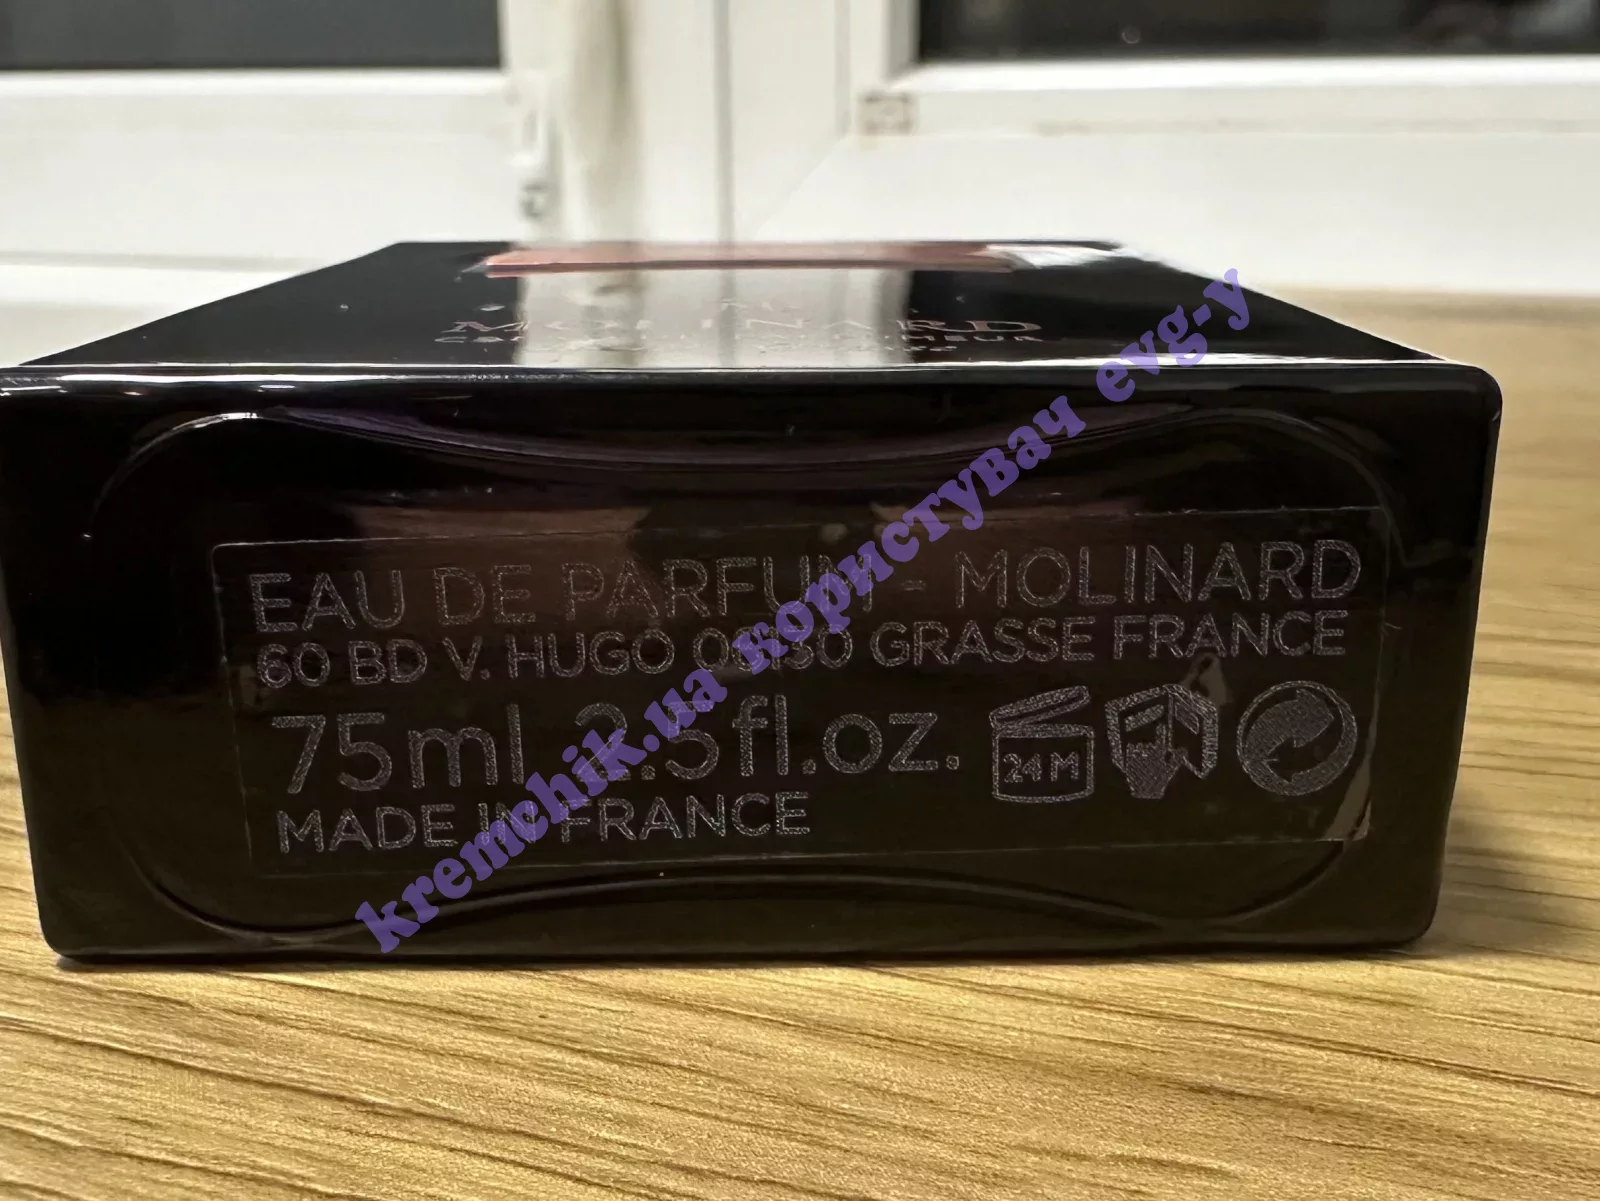 MOLINARD
EAU DE PARFUM - MOLINARD
60 BD V. HUGO 06130 GRASSE FRANCE
75ml 2.5fl.oz.
24M
MADE IN FRANCE
kremchik.ua користуВач evg-y